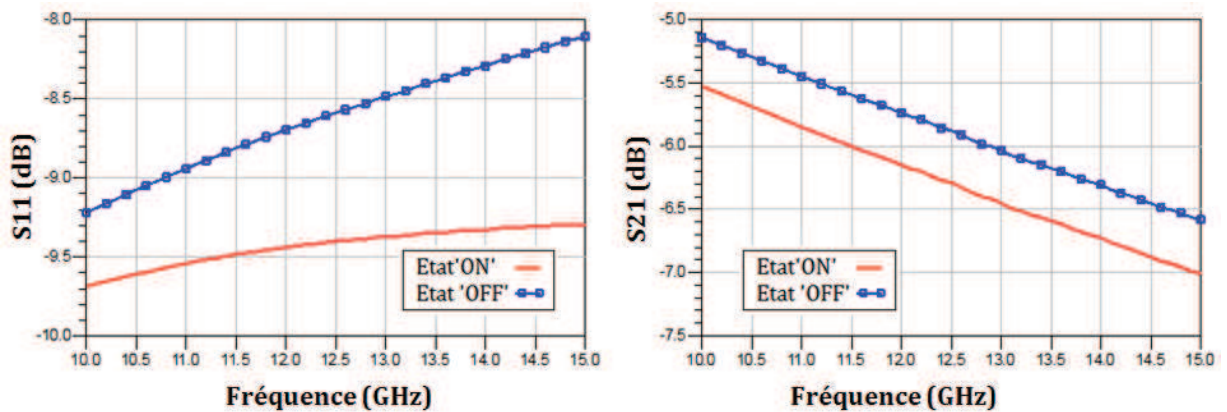 S11 (dB)
-8.0
-8.5
-9.0
-9.5
-10.0
Etat'ON'
Etat 'OFF'
10.0 10.5 11.0 11.5 12.0 12.5 13.0 13.5 14.0 14.5 15.0
Fréquence (GHz)
S21 (dB)
-5.0
-5.5
-6.0
-6.5
-7.0
-7.5
Etat'ON'
Etat 'OFF'
10.0 10.5 11.0 11.5 12.0 12.5 13.0 13.5 14.0 14.5 15.0
Fréquence (GHz)